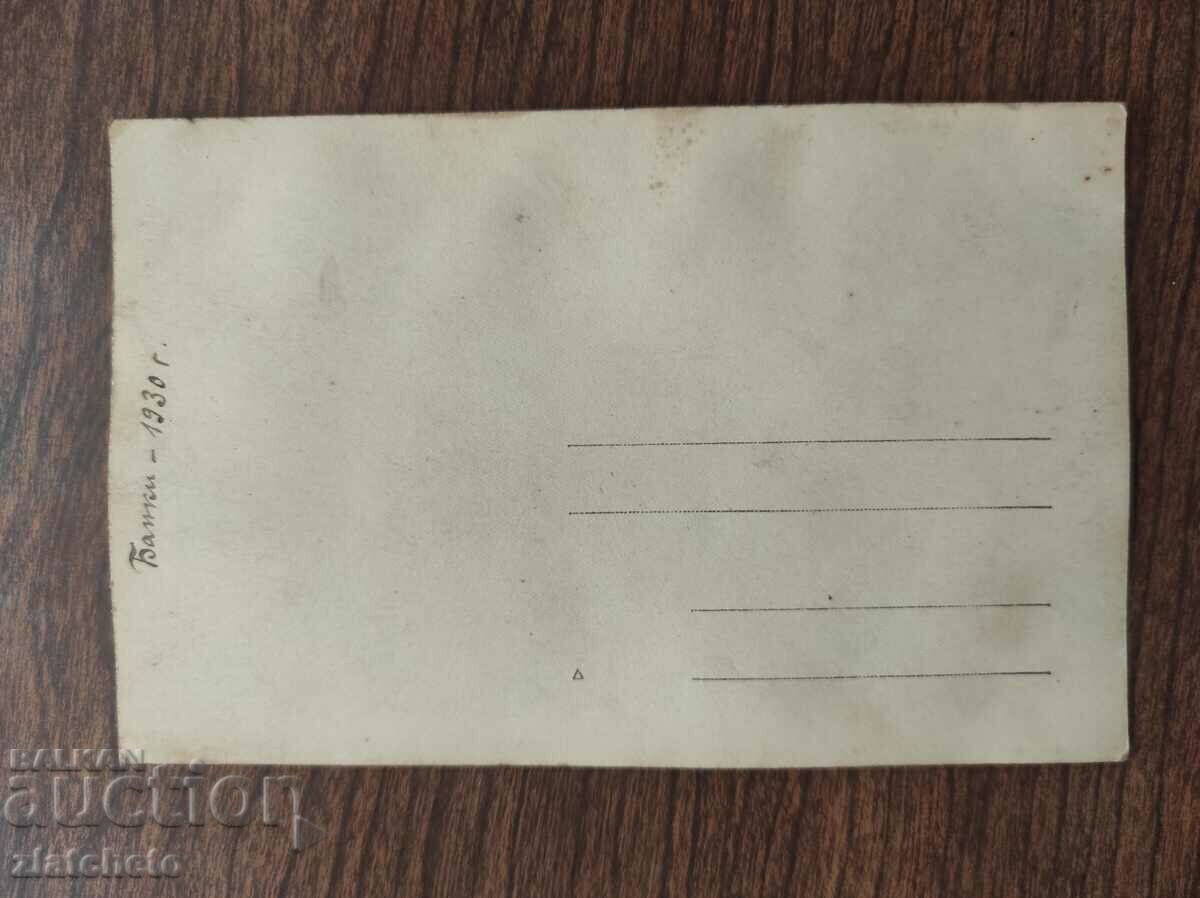 Банки – 1930 г.
BALKAN
auction
zlatcheto